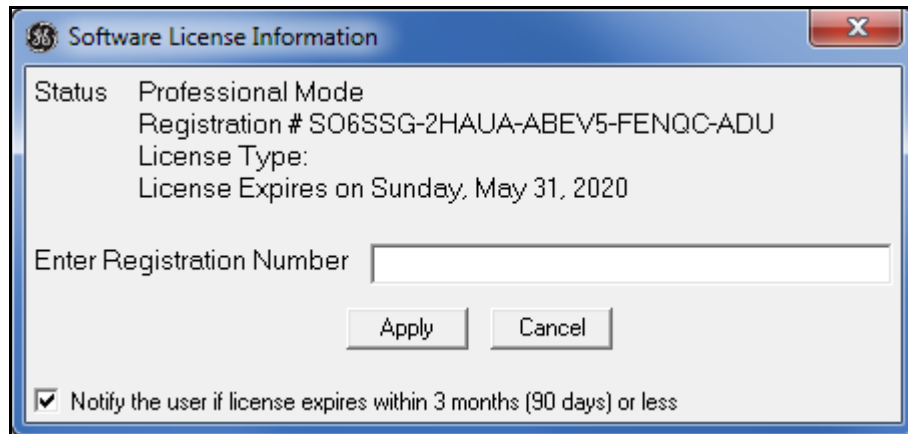 Software License Information
Status Professional Mode
Registration # SO6SSG-2HAUA-ABEV5-FENQC-ADU
License Type:
License Expires on Sunday, May 31, 2020
Enter Registration Number
Apply Cancel
Notify the user if license expires within 3 months (90 days) or less